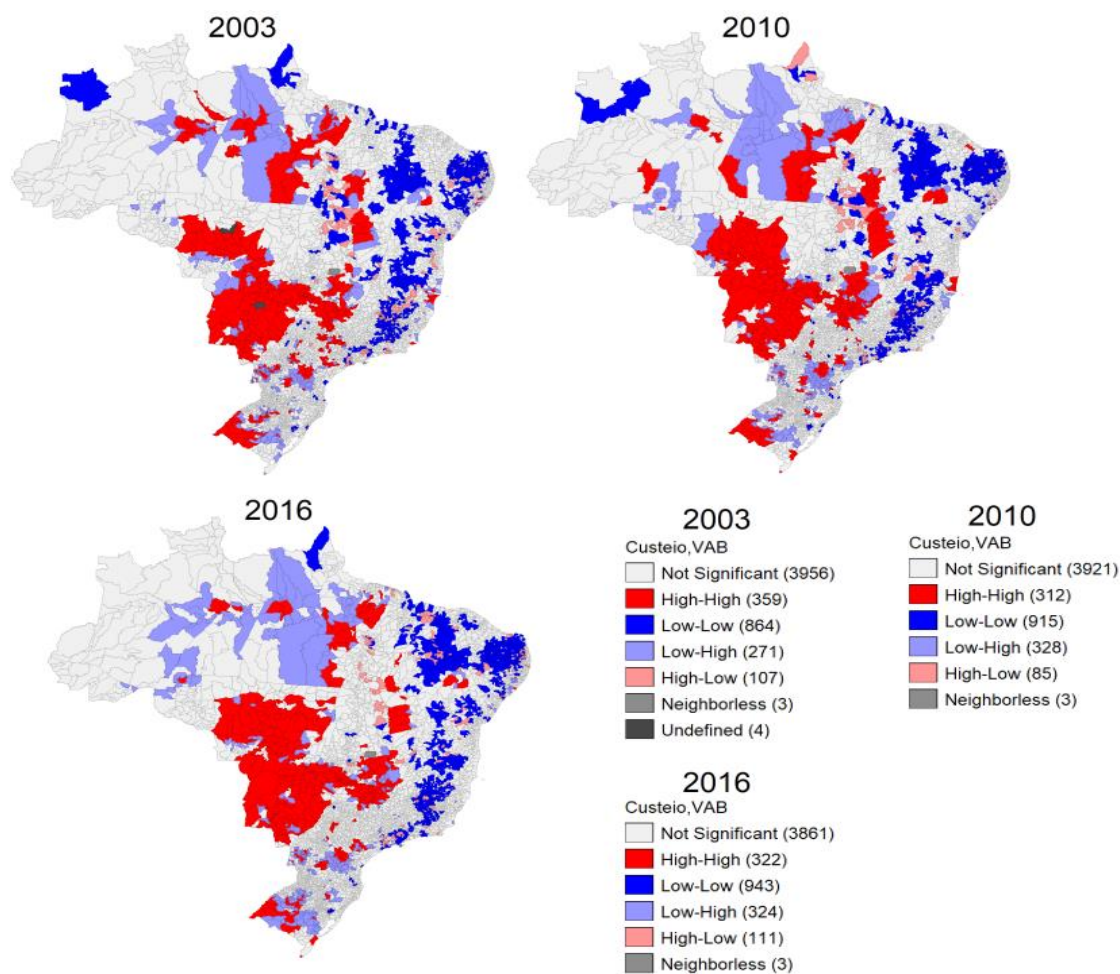 2003
2010
2016
2003
Custeio,VAB
Not Significant (3956)
High-High (359)
Low-Low (864)
Low-High (271)
High-Low (107)
Neighborless (3)
Undefined (4)
2010
Custeio,VAB
Not Significant (3921)
High-High (312)
Low-Low (915)
Low-High (328)
High-Low (85)
Neighborless (3)
2016
Custeio,VAB
Not Significant (3861)
High-High (322)
Low-Low (943)
Low-High (324)
High-Low (111)
Neighborless (3)